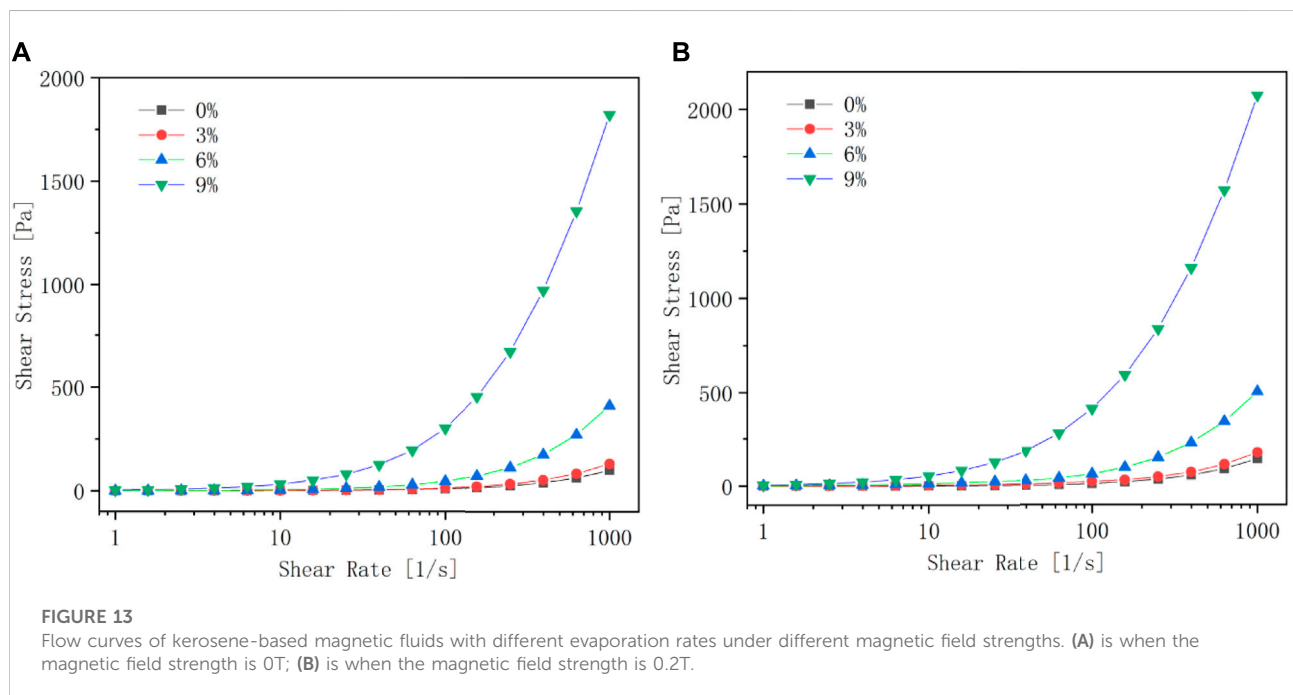 A
2000
1500
1000
500
0
Shear Stress [Pa]
0%
3%
6%
9%
1
10
100
1000
Shear Rate [1/s]
B
2000
1500
1000
500
0
Shear Stress [Pa]
0%
3%
6%
9%
1
10
100
1000
Shear Rate [1/s]
FIGURE 13
Flow curves of kerosene-based magnetic fluids with different evaporation rates under different magnetic field strengths. (A) is when the
magnetic field strength is 0T; (B) is when the magnetic field strength is 0.2T.